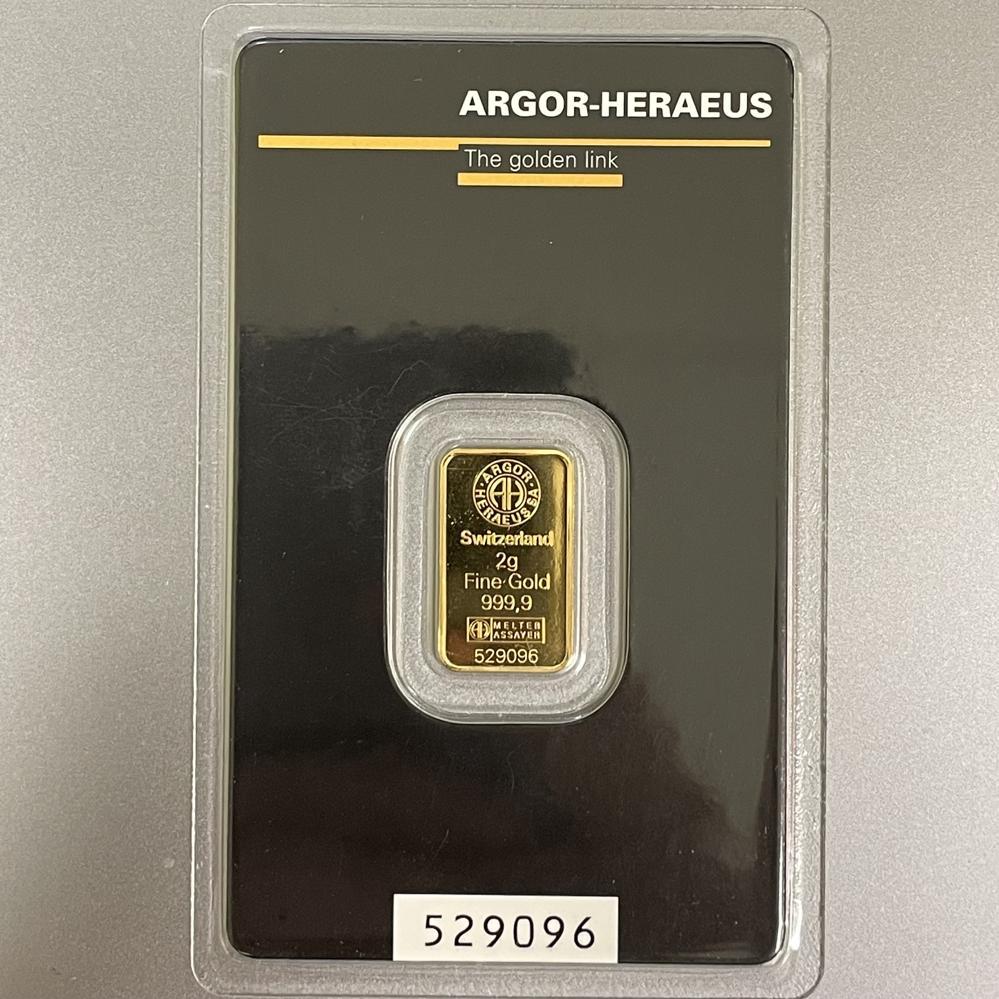 ARGOR-HERAEUS
The golden link
ARGOR
AH
HERAEUS SA
Switzerland
2g
Fine Gold
999,9
AH MELTER
ASSAYER
529096
529096